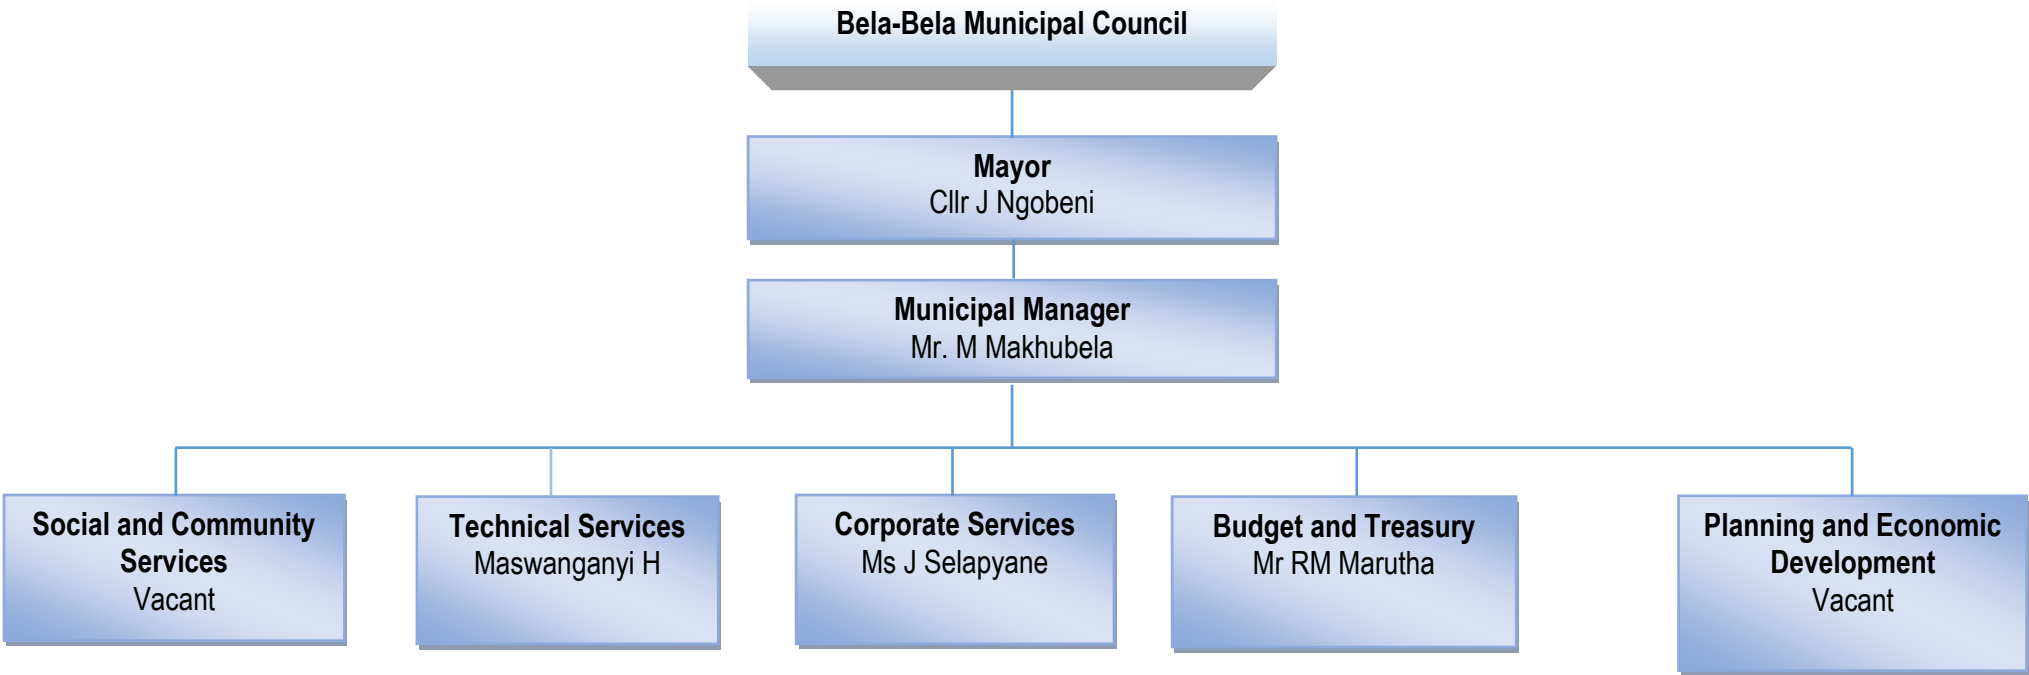 Bela-Bela Municipal Council
Mayor
Cllr J Ngobeni
Municipal Manager
Mr. M Makhubela
Social and Community
Services
Vacant
Technical Services
Maswanganyi H
Corporate Services
Ms J Selapyane
Budget and Treasury
Mr RM Marutha
Planning and Economic
Development
Vacant